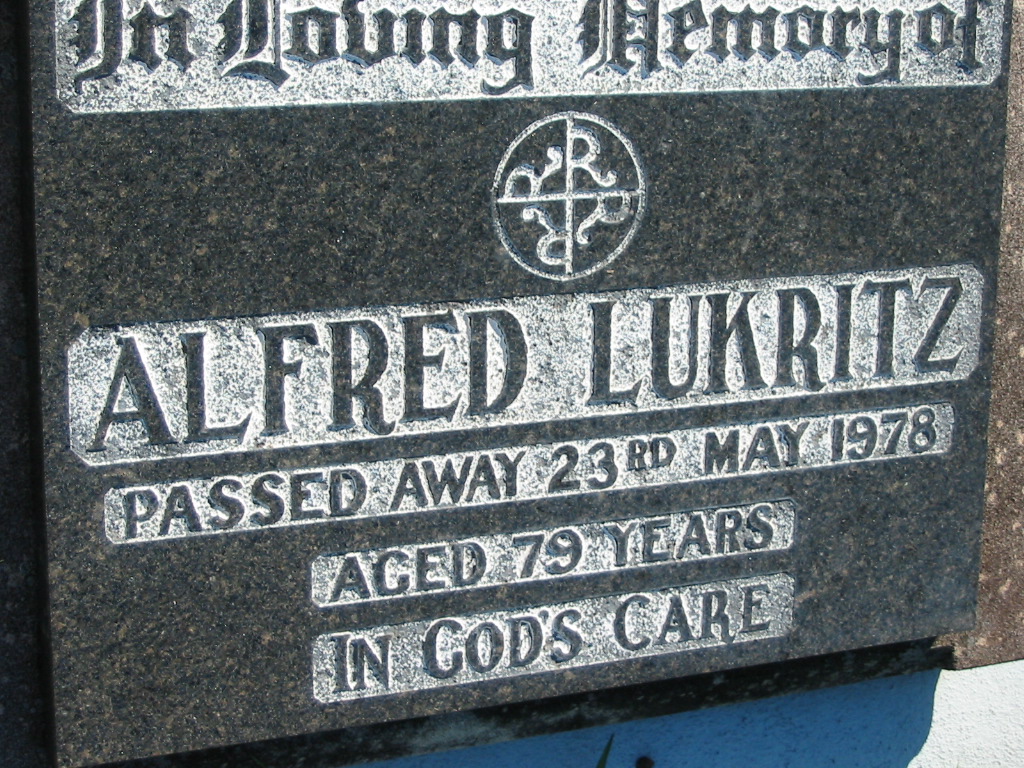 In Loving Memory of
R R R R
ALFRED LUKRITZ
PASSED AWAY 23RD MAY 1978
AGED 79 YEARS
IN GOD'S CARE